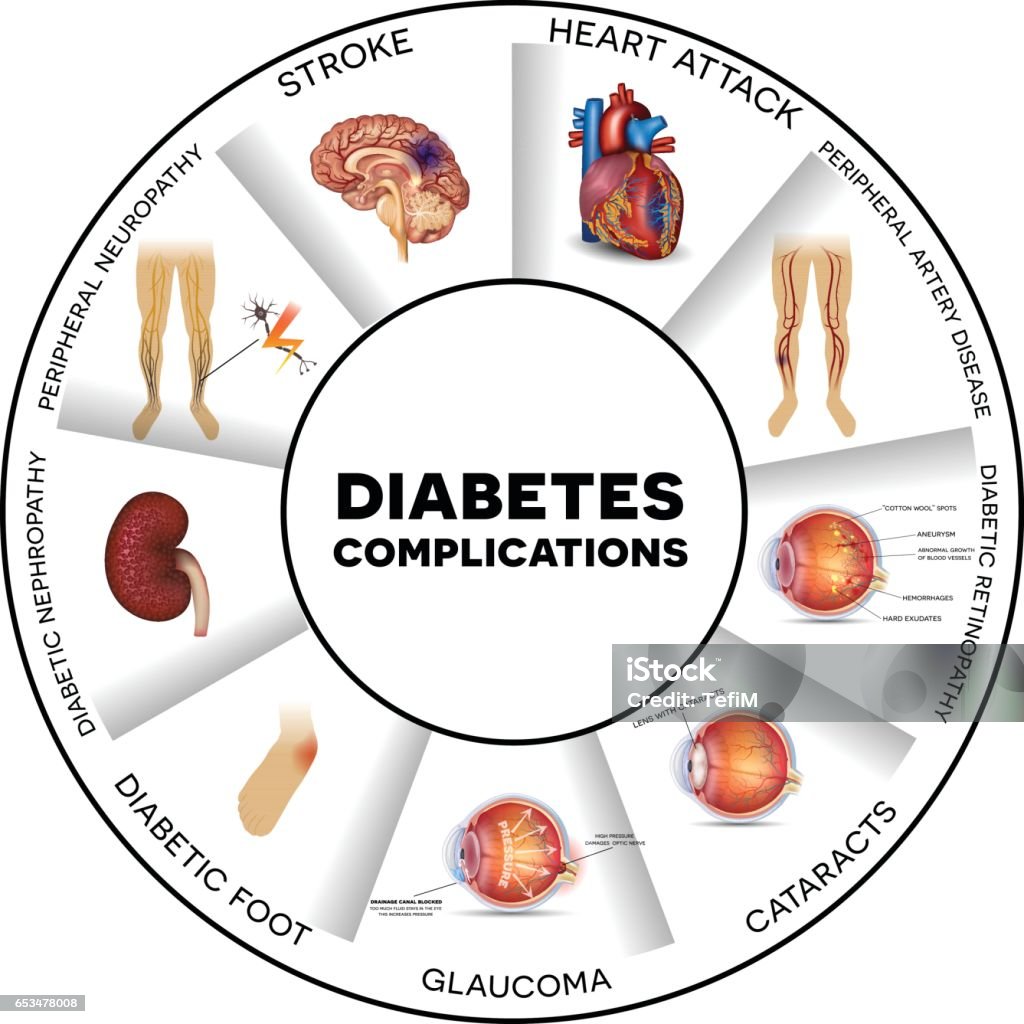 DIABETES
COMPLICATIONS
HEART ATTACK
PERIPHERAL ARTERY DISEASE
DIABETIC RETINOPATHY
"COTTON WOOL" SPOTS
ANEURYSM
ABNORMAL GROWTH
OF BLOOD VESSELS
HEMORRHAGES
HARD EXUDATES
CATARACTS
LENS WITH CATARACTS
GLAUCOMA
PRESSURE
HIGH PRESSURE
DAMAGES OPTIC NERVE
DRAINAGE CANAL BLOCKED
TOO MUCH FLUID STAYS IN THE EYE
THIS INCREASES PRESSURE
DIABETIC FOOT
DIABETIC NEPHROPATHY
PERIPHERAL NEUROPATHY
STROKE
iStock™
Credit: TefiM
653478008